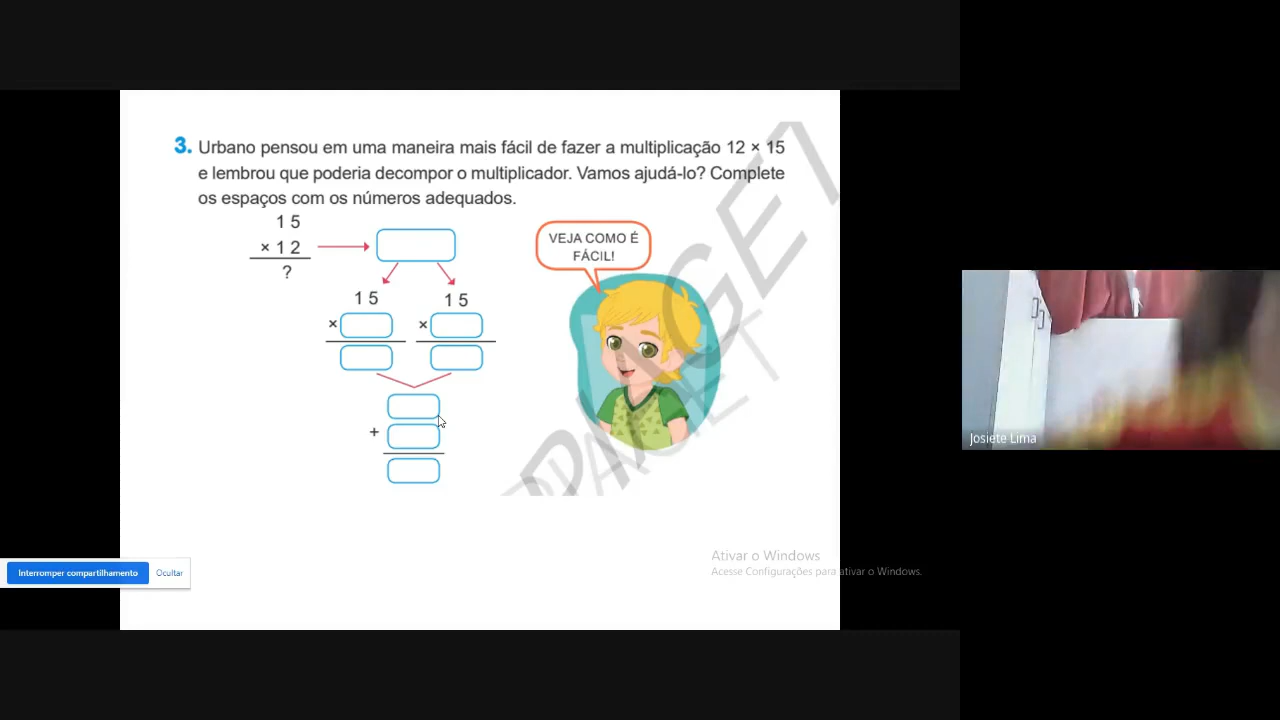 3. Urbano pensou em uma maneira mais fácil de fazer a multiplicação 12 × 15
e lembrou que poderia decompor o multiplicador. Vamos ajudá-lo? Complete
os espaços com os números adequados.
1 5
× 1 2
?
VEJA COMO É
FÁCIL!
1 5
×
1 5
×
+
PIAGET
PIAGET
Josiete Lima
Ativar o Windows
Acesse Configurações para ativar o Windows.
Interromper compartilhamento
Ocultar